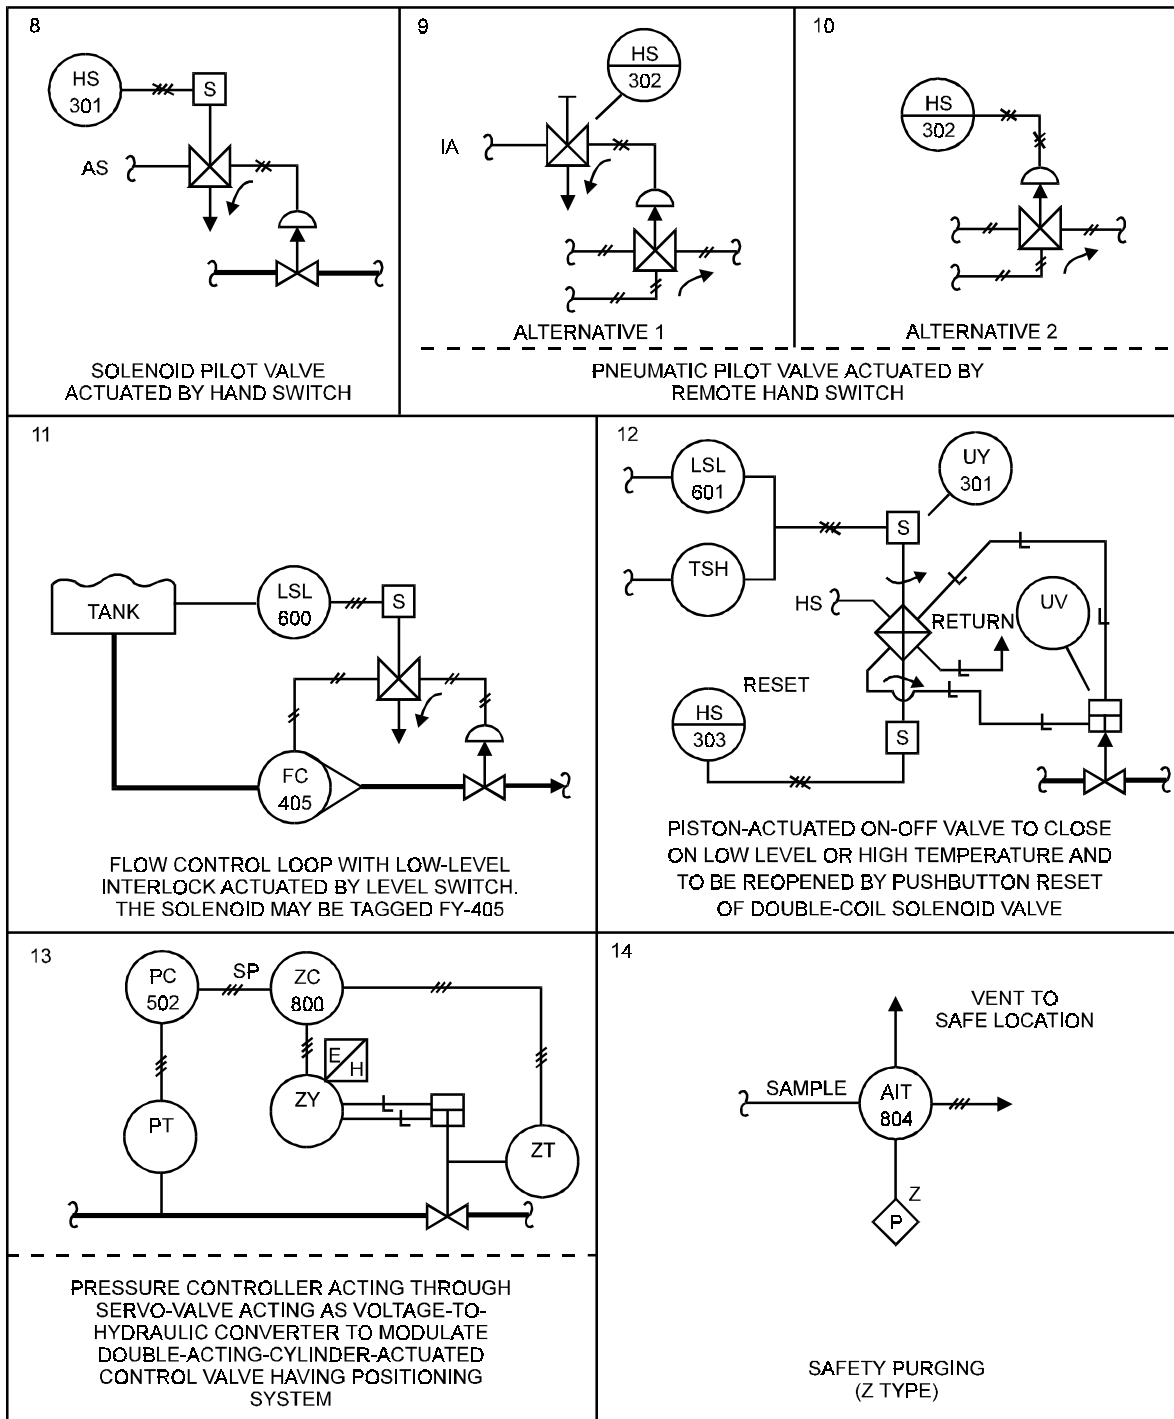 8
HS
301
S
AS
SOLENOID PILOT VALVE
ACTUATED BY HAND SWITCH
9
HS
302
IA
ALTERNATIVE 1
10
HS
302
ALTERNATIVE 2
PNEUMATIC PILOT VALVE ACTUATED BY
REMOTE HAND SWITCH
11
TANK
LSL
600
S
FC
405
FLOW CONTROL LOOP WITH LOW-LEVEL
INTERLOCK ACTUATED BY LEVEL SWITCH.
THE SOLENOID MAY BE TAGGED FY-405
12
LSL
601
UY
301
S
L
TSH
L
HS
UV
L
RETURN
L
RESET
L
HS
303
L
S
PISTON-ACTUATED ON-OFF VALVE TO CLOSE
ON LOW LEVEL OR HIGH TEMPERATURE AND
TO BE REOPENED BY PUSHBUTTON RESET
OF DOUBLE-COIL SOLENOID VALVE
13
PC
502
SP
ZC
800
E
H
ZY
L
L
PT
ZT
PRESSURE CONTROLLER ACTING THROUGH
SERVO-VALVE ACTING AS VOLTAGE-TO-
HYDRAULIC CONVERTER TO MODULATE
DOUBLE-ACTING-CYLINDER-ACTUATED
CONTROL VALVE HAVING POSITIONING
SYSTEM
14
VENT TO
SAFE LOCATION
SAMPLE
AIT
804
Z
P
SAFETY PURGING
(Z TYPE)